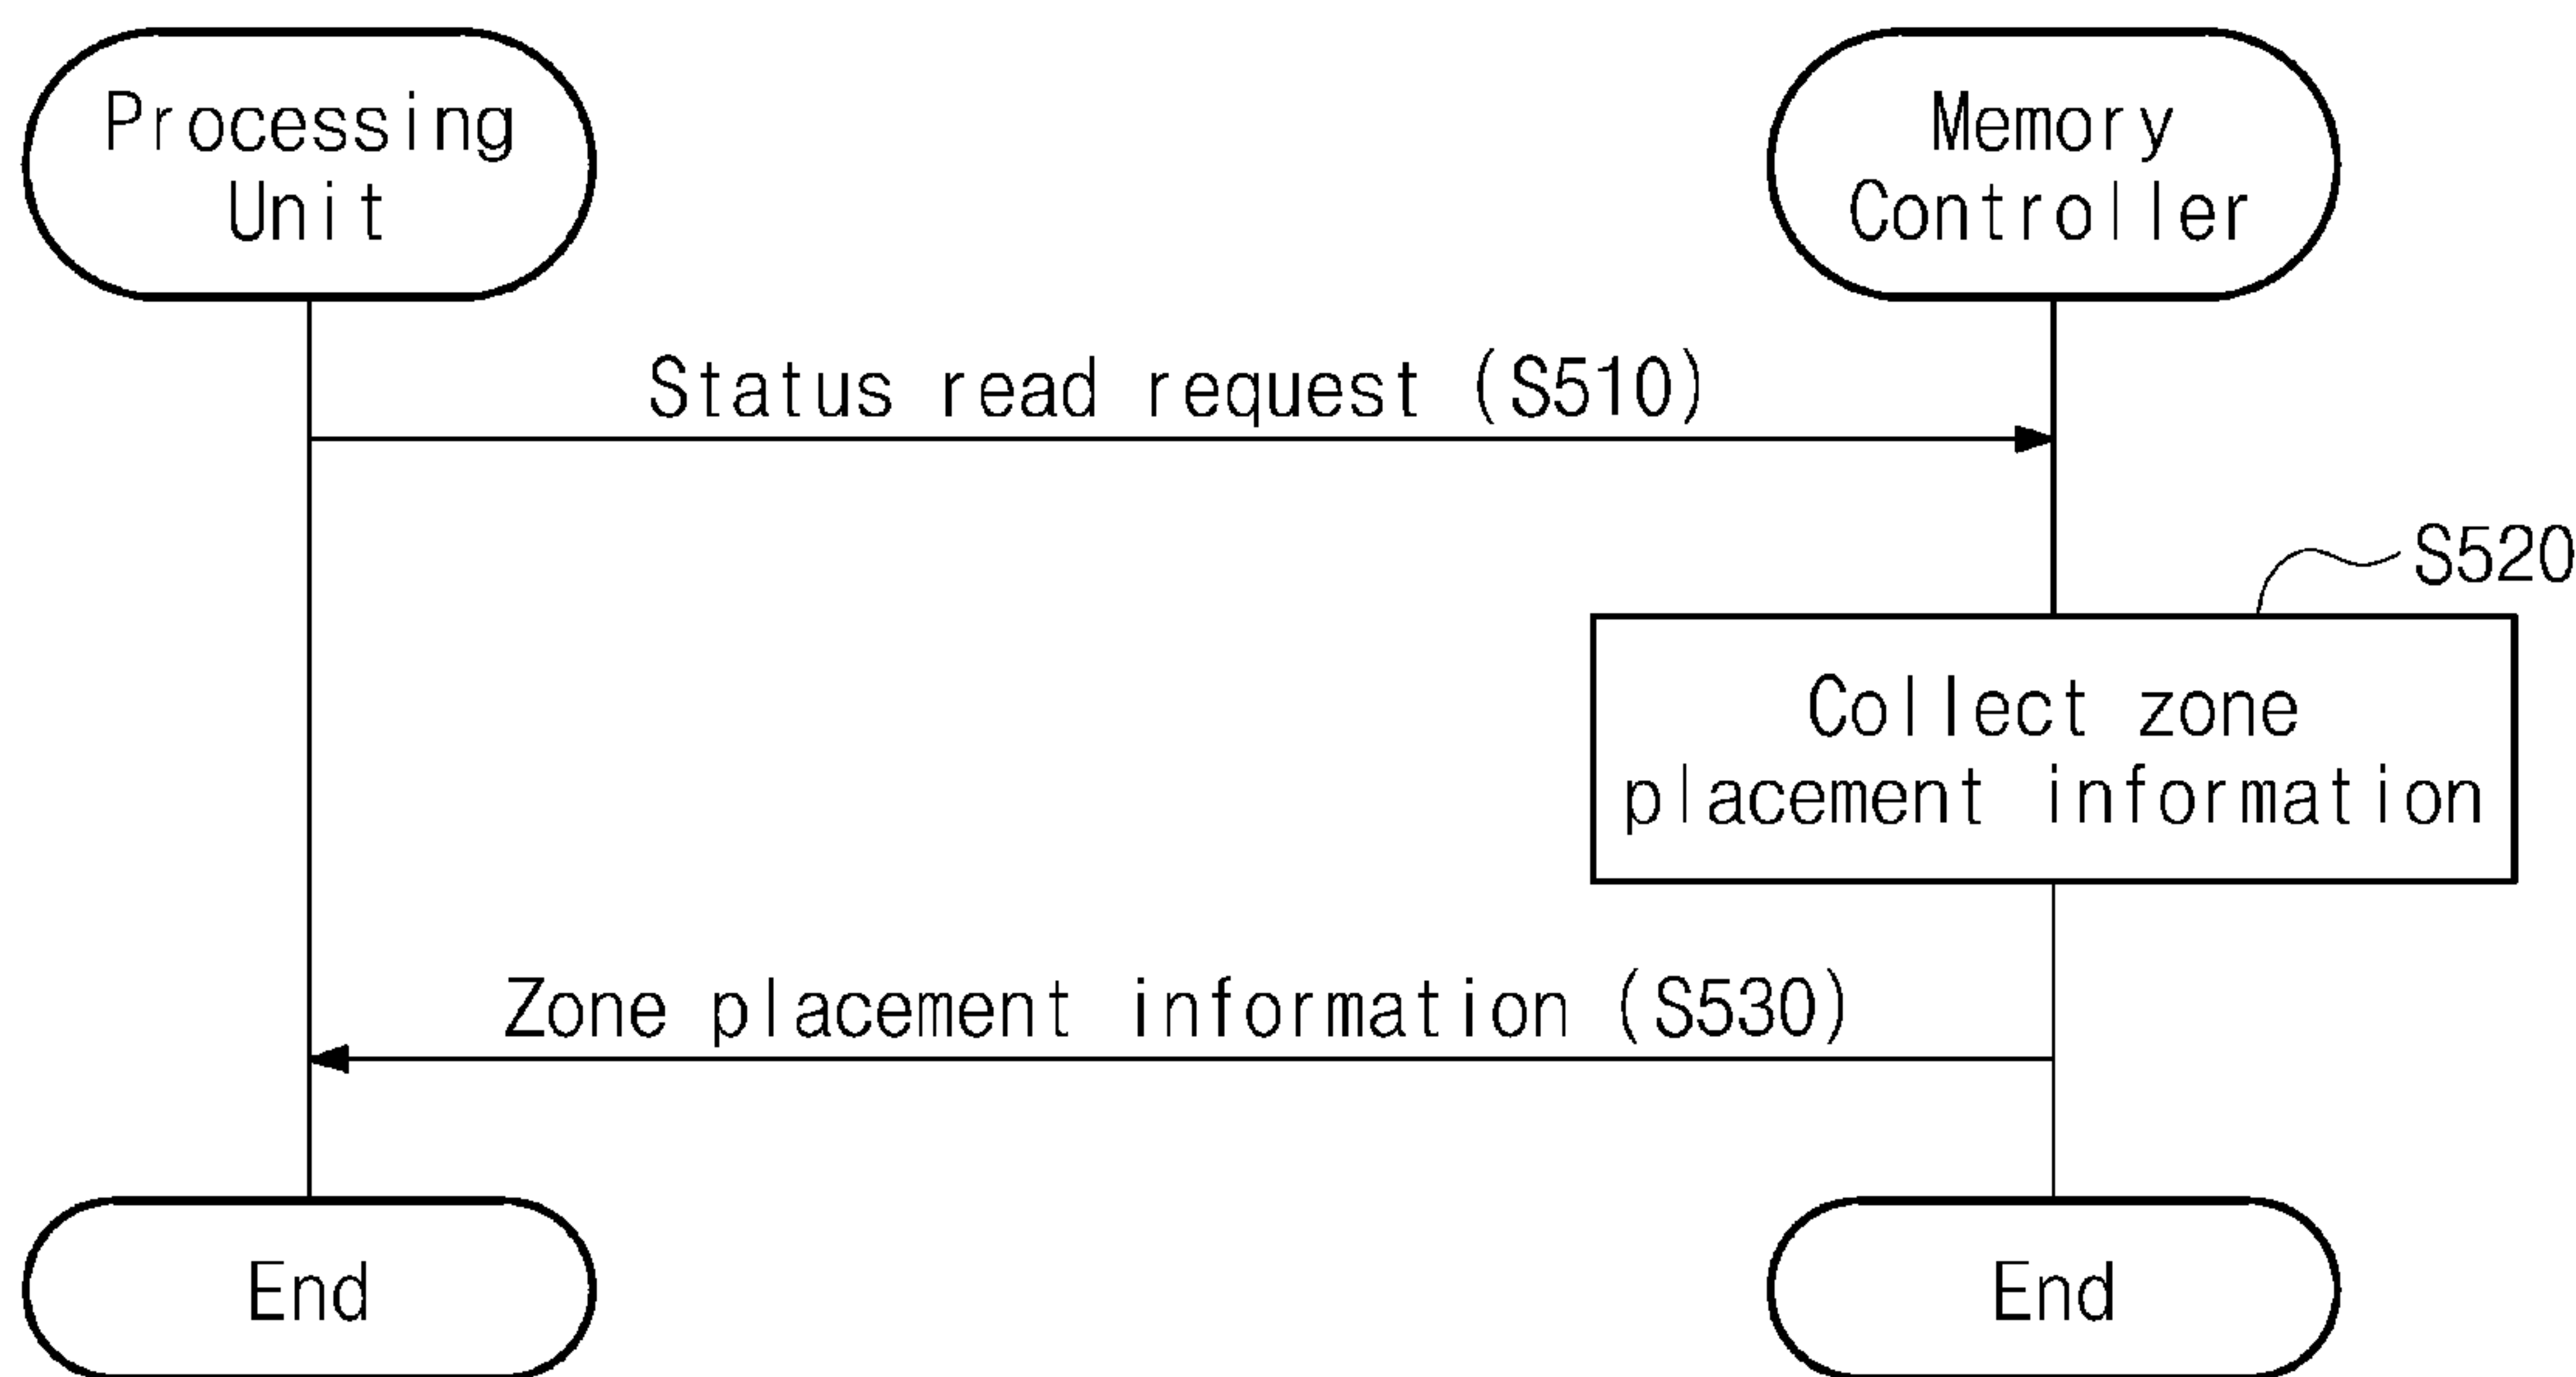 Processing
Unit
Memory
Controller
Status read request (S510)
S520
Collect zone
placement information
Zone placement information (S530)
End
End